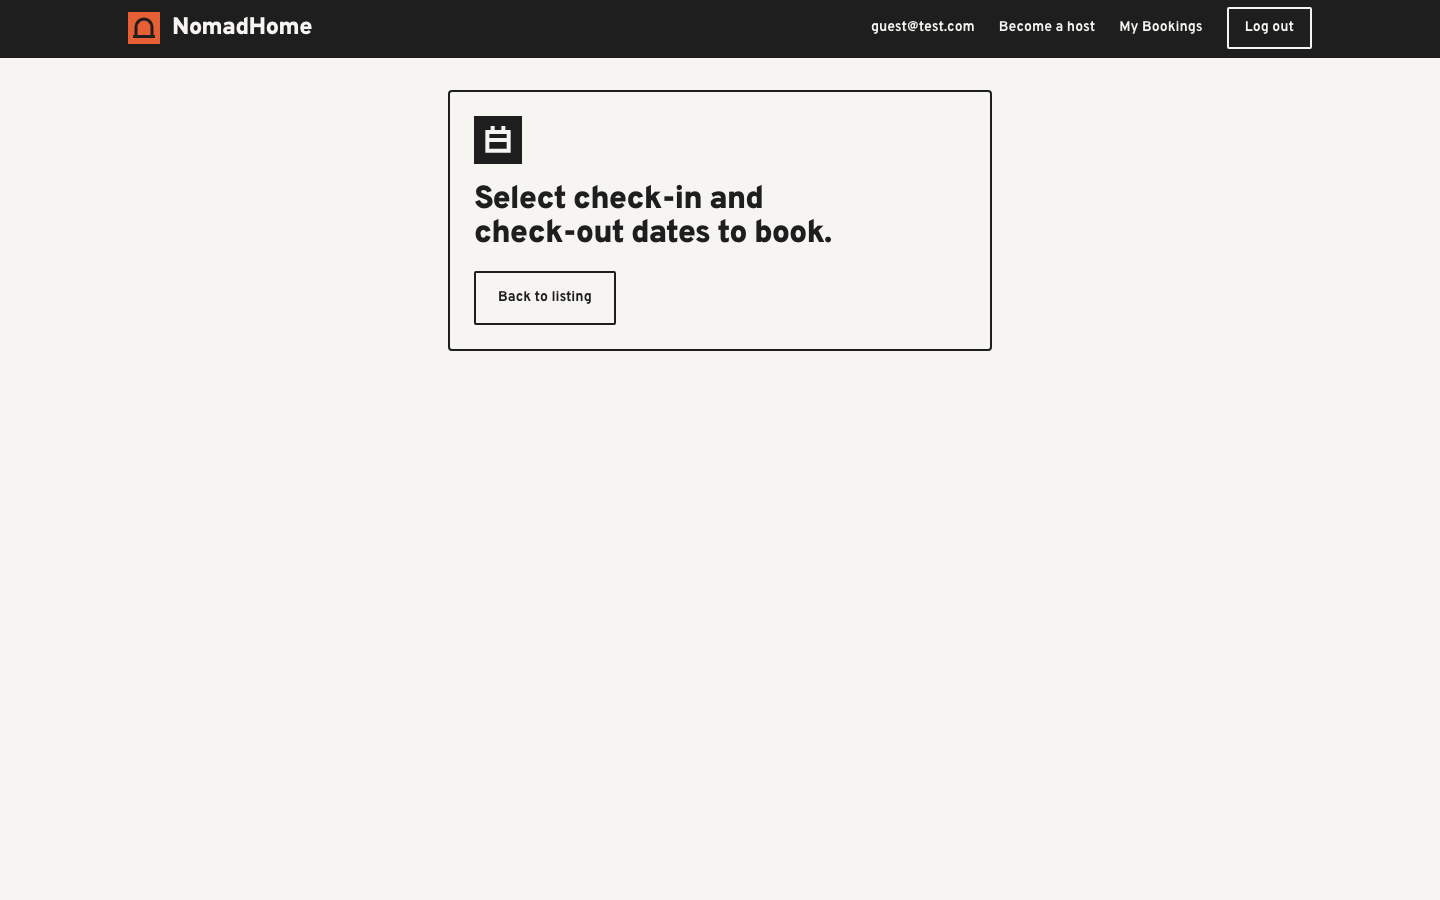 NomadHome
guest@test.com
Become a host
My Bookings
Log out
Select check-in and
check-out dates to book.
Back to listing